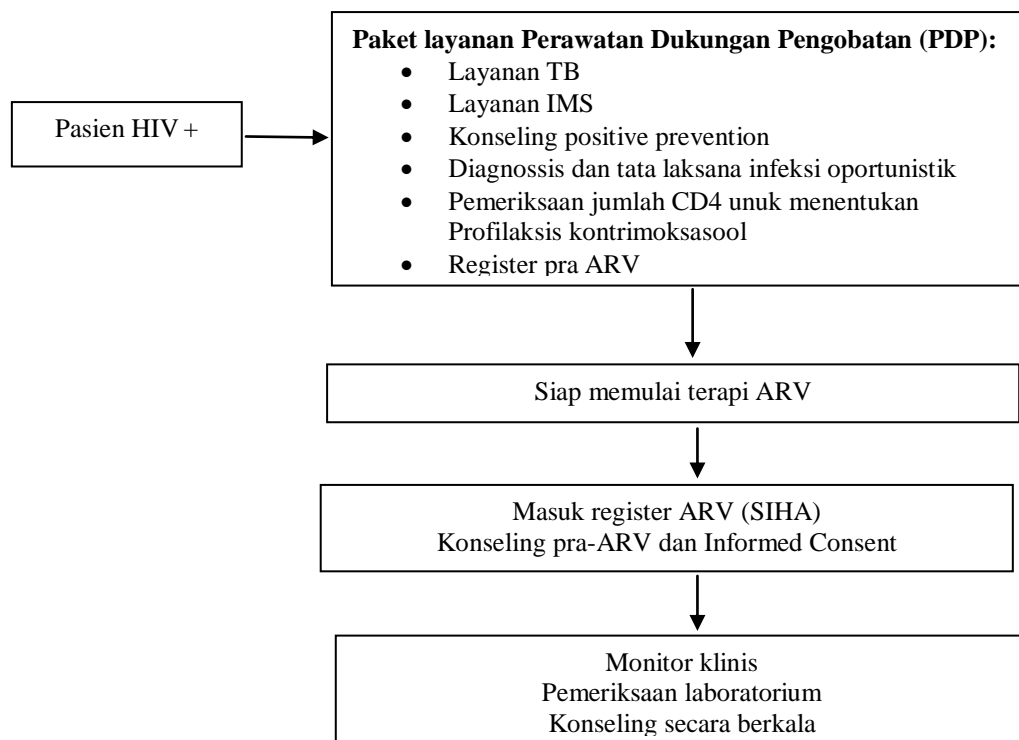 Paket layanan Perawatan Dukungan Pengobatan (PDP):
• Layanan TB
• Layanan IMS
• Konseling positive prevention
• Diagnossis dan tata laksana infeksi oportunistik
• Pemeriksaan jumlah CD4 unuk menentukan
Profilaksis kontrimoksasool
• Register pra ARV
Pasien HIV +
Siap memulai terapi ARV
Masuk register ARV (SIHA)
Konseling pra-ARV dan Informed Consent
Monitor klinis
Pemeriksaan laboratorium
Konseling secara berkala